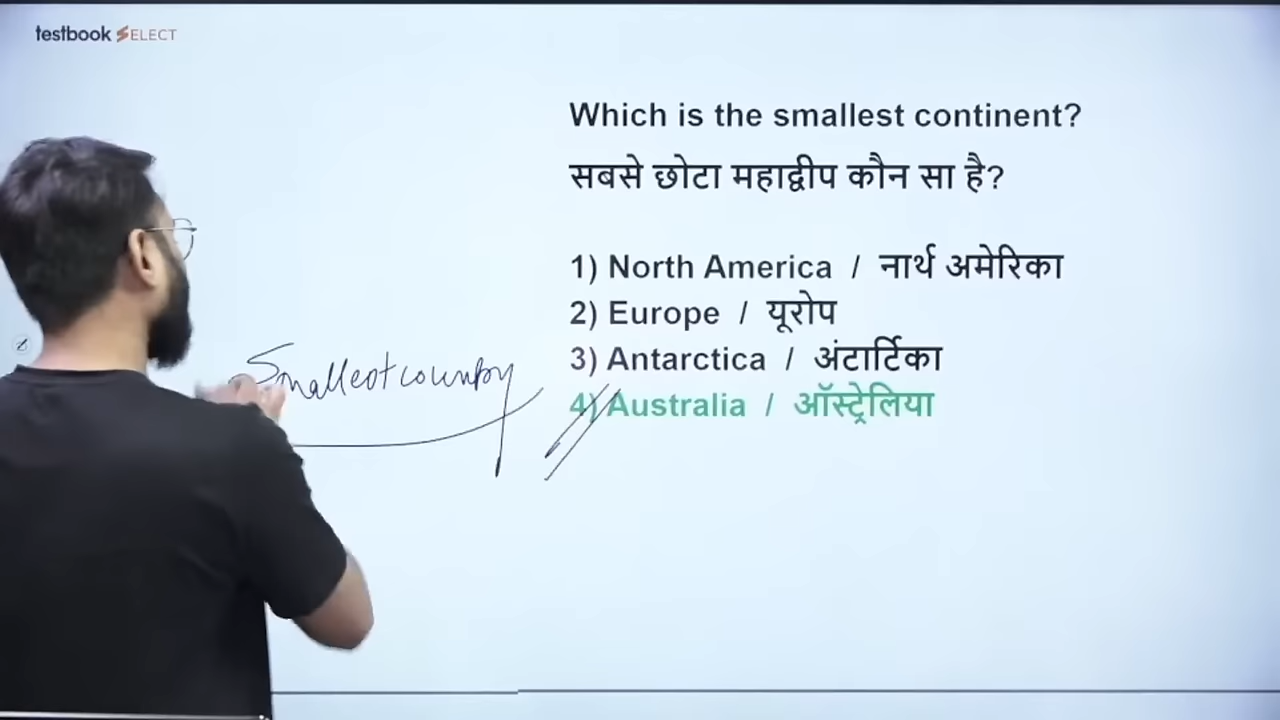 testbook SELECT
Which is the smallest continent?
सबसे छोटा महाद्वीप कौन सा है?
1) North America / नार्थ अमेरिका
2) Europe / यूरोप
3) Antarctica / अंटार्टिका
4) Australia / ऑस्ट्रेलिया
Smallest country